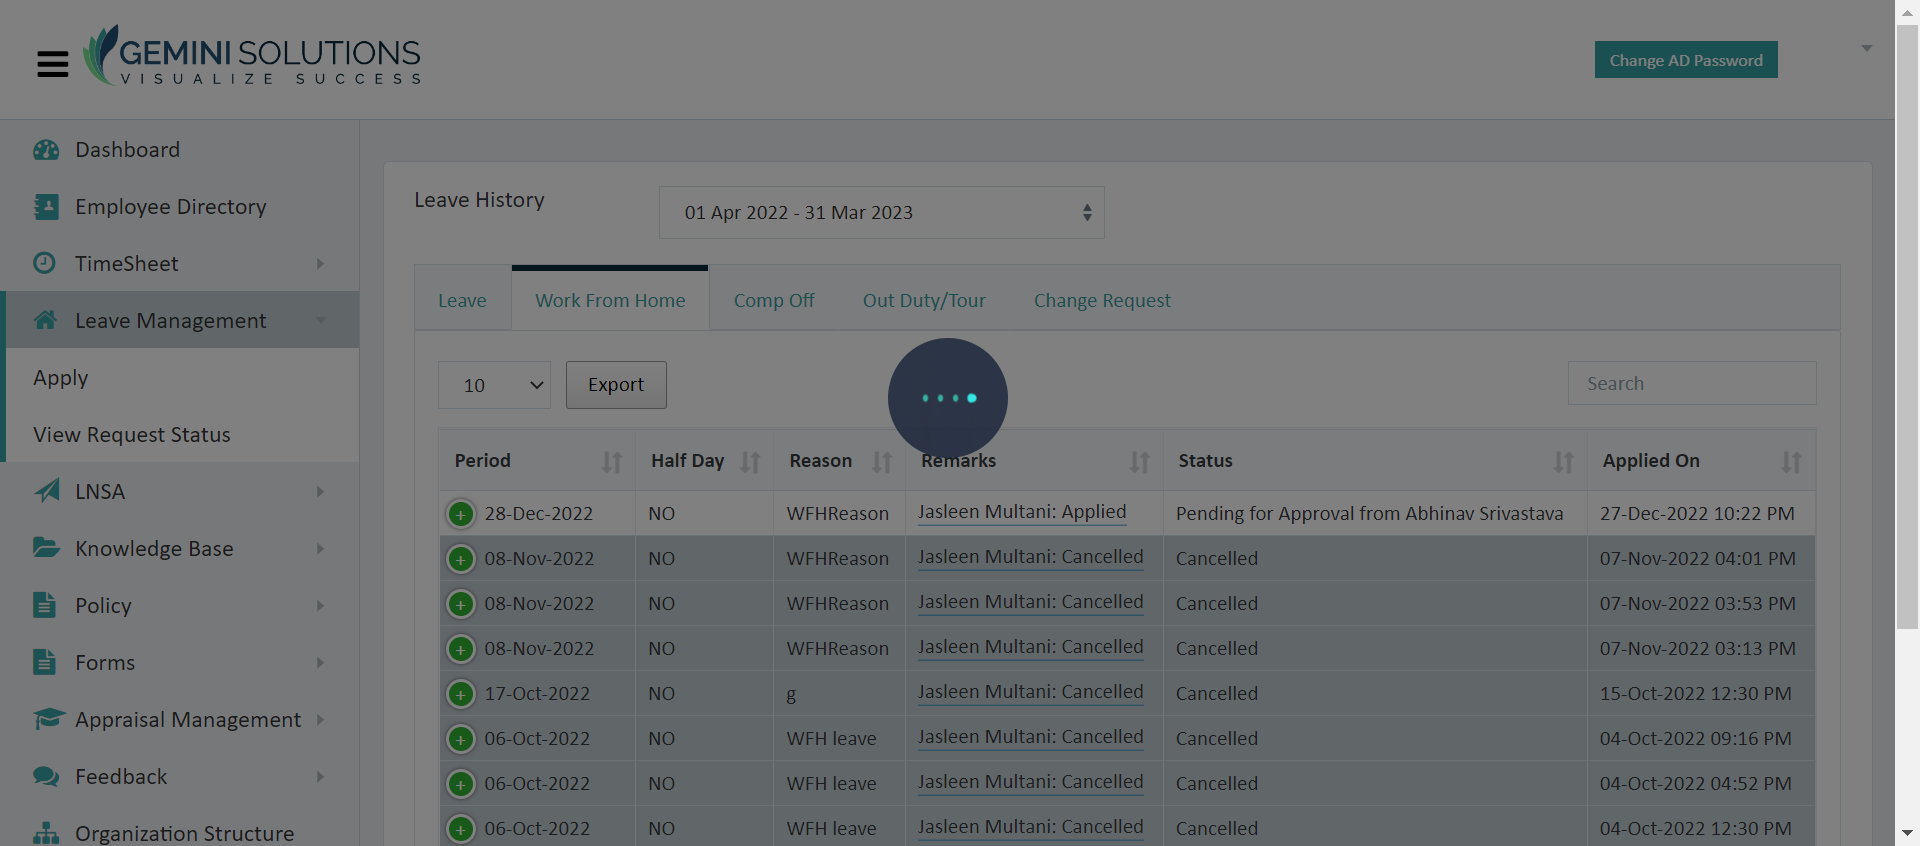 GEMINI SOLUTIONS
VISUALIZE SUCCESS
Change AD Password
Dashboard
Employee Directory
TimeSheet
Leave Management
Apply
View Request Status
LNSA
Knowledge Base
Policy
Forms
Appraisal Management
Feedback
Organization Structure
Leave History
01 Apr 2022 - 31 Mar 2023
Leave Work From Home Comp Off Out Duty/Tour Change Request
10 Export Search
Period Half Day Reason Remarks Status Applied On
28-Dec-2022 NO WFHReason Jasleen Multani: Applied Pending for Approval from Abhinav Srivastava 27-Dec-2022 10:22 PM
08-Nov-2022 NO WFHReason Jasleen Multani: Cancelled Cancelled 07-Nov-2022 04:01 PM
08-Nov-2022 NO WFHReason Jasleen Multani: Cancelled Cancelled 07-Nov-2022 03:53 PM
08-Nov-2022 NO WFHReason Jasleen Multani: Cancelled Cancelled 07-Nov-2022 03:13 PM
17-Oct-2022 NO g Jasleen Multani: Cancelled Cancelled 15-Oct-2022 12:30 PM
06-Oct-2022 NO WFH leave Jasleen Multani: Cancelled Cancelled 04-Oct-2022 09:16 PM
06-Oct-2022 NO WFH leave Jasleen Multani: Cancelled Cancelled 04-Oct-2022 04:52 PM
06-Oct-2022 NO WFH leave Jasleen Multani: Cancelled Cancelled 04-Oct-2022 12:30 PM